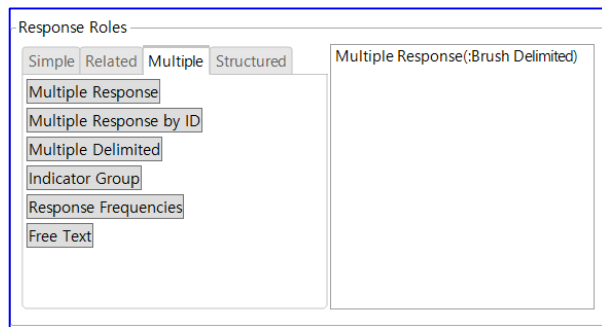 Response Roles
Simple Related Multiple Structured
Multiple Response
Multiple Response by ID
Multiple Delimited
Indicator Group
Response Frequencies
Free Text
Multiple Response(:Brush Delimited)